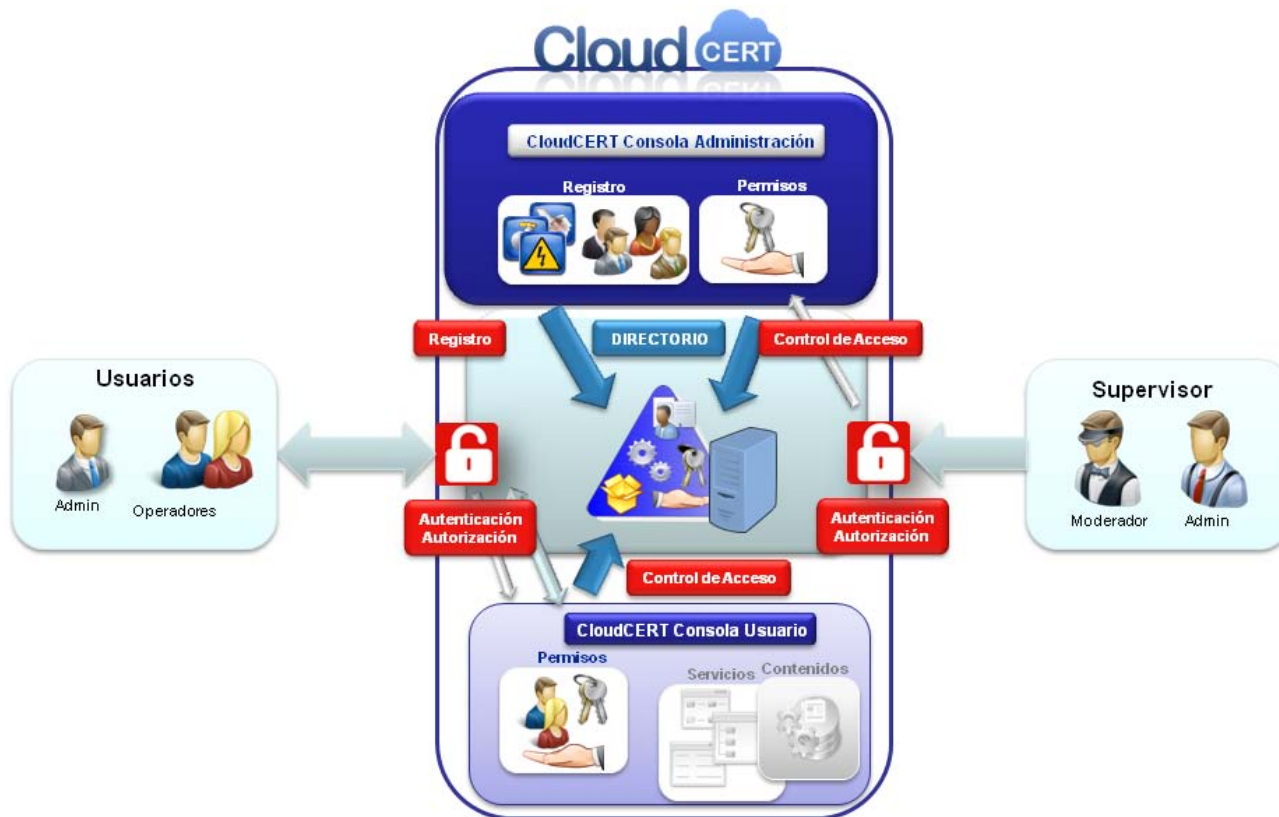 Cloud CERT
CloudCERT Consola Administración
Registro
Permisos
Registro
DIRECTORIO
Control de Acceso
Usuarios
Admin
Operadores
Supervisor
Moderador
Admin
Autenticación
Autorización
Autenticación
Autorización
Control de Acceso
CloudCERT Consola Usuario
Permisos
Servicios
Contenidos